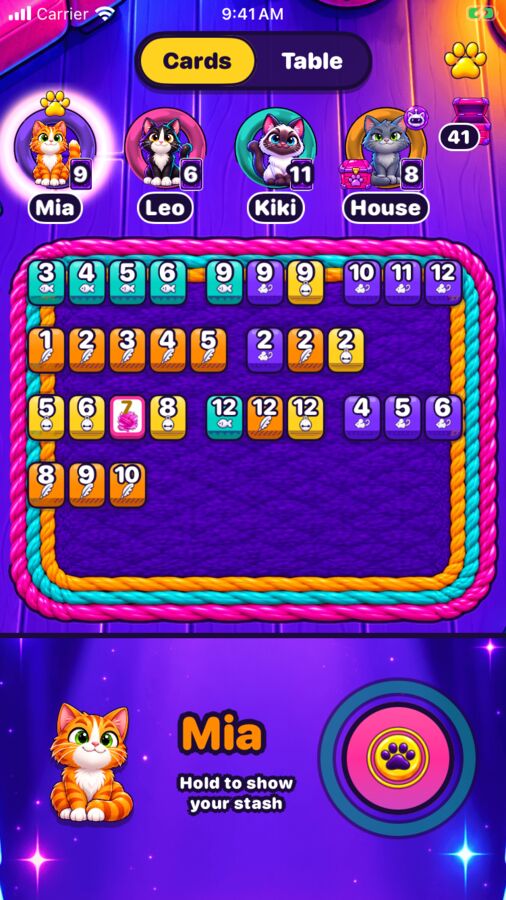 Carrier 9:41 AM
Cards Table
41
9 6 11 8
Mia Leo Kiki House
3 4 5 6 9 9 9 10 11 12
1 2 3 4 5 2 2 2
5 6 7 8 12 12 12 4 5 6
8 9 10
Mia
Hold to show
your stash